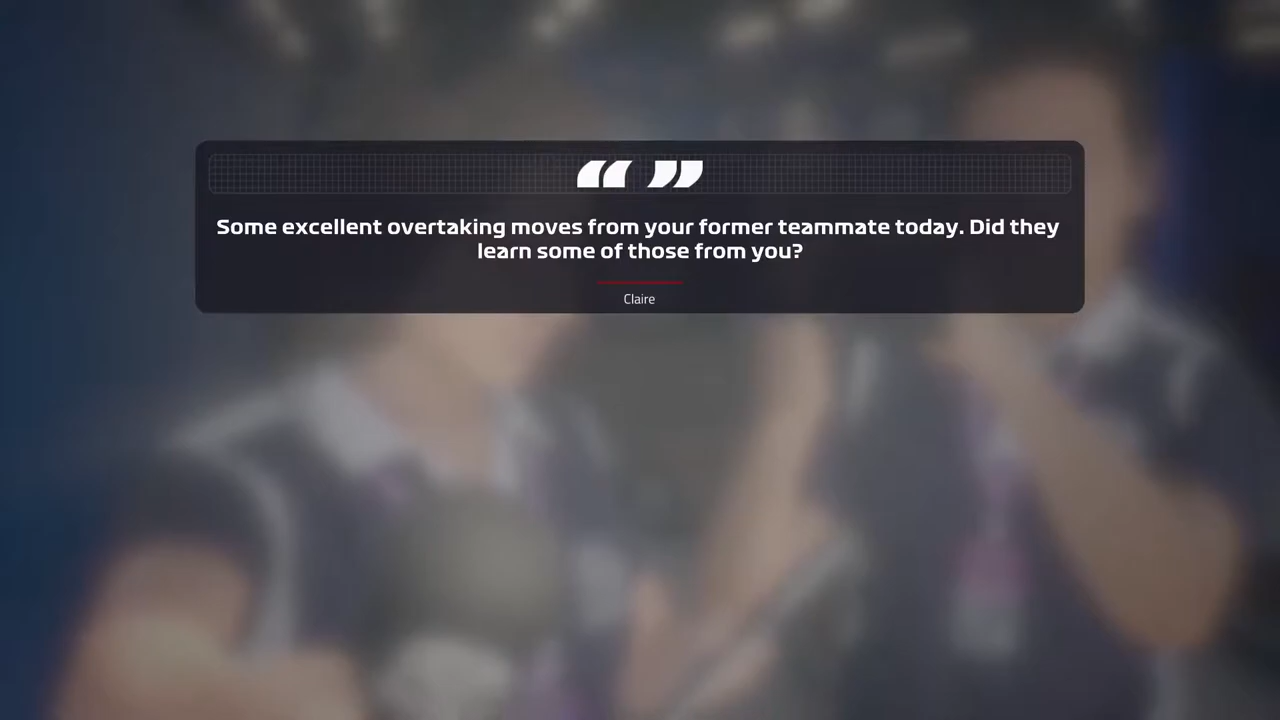 Some excellent overtaking moves from your former teammate today. Did they
learn some of those from you?
Claire